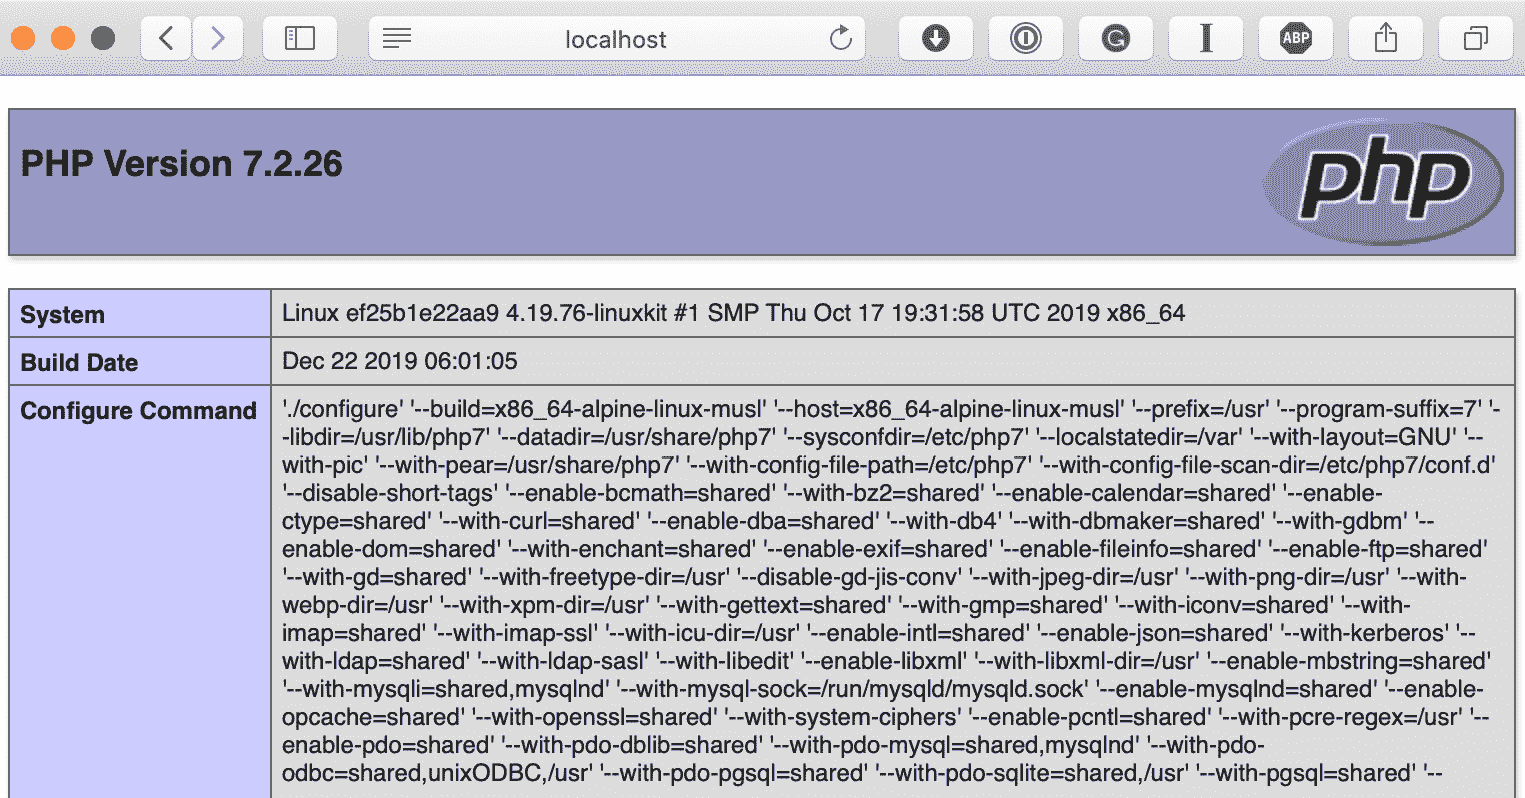 localhost
ABP
PHP Version 7.2.26
php
System
Linux ef25b1e22aa9 4.19.76-linuxkit #1 SMP Thu Oct 17 19:31:58 UTC 2019 x86_64
Build Date
Dec 22 2019 06:01:05
Configure Command
'./configure' '--build=x86_64-alpine-linux-musl' '--host=x86_64-alpine-linux-musl' '--prefix=/usr' '--program-suffix=7' '-
-libdir=/usr/lib/php7' '--datadir=/usr/share/php7' '--sysconfdir=/etc/php7' '--localstatedir=/var' '--with-layout=GNU' '--
with-pic' '--with-pear=/usr/share/php7' '--with-config-file-path=/etc/php7' '--with-config-file-scan-dir=/etc/php7/conf.d'
'--disable-short-tags' '--enable-bcmath=shared' '--with-bz2=shared' '--enable-calendar=shared' '--enable-
ctype=shared' '--with-curl=shared' '--enable-dba=shared' '--with-db4' '--with-dbmaker=shared' '--with-gdbm' '--
enable-dom=shared' '--with-enchant=shared' '--enable-exif=shared' '--enable-fileinfo=shared' '--enable-ftp=shared'
'--with-gd=shared' '--with-freetype-dir=/usr' '--disable-gd-jis-conv' '--with-jpeg-dir=/usr' '--with-png-dir=/usr' '--with-
webp-dir=/usr' '--with-xpm-dir=/usr' '--with-gettext=shared' '--with-gmp=shared' '--with-iconv=shared' '--with-
imap=shared' '--with-imap-ssl' '--with-icu-dir=/usr' '--enable-intl=shared' '--enable-json=shared' '--with-kerberos' '--
with-ldap=shared' '--with-ldap-sasl' '--with-libedit' '--enable-libxml' '--with-libxml-dir=/usr' '--enable-mbstring=shared'
'--with-mysqli=shared,mysqlnd' '--with-mysql-sock=/run/mysqld/mysqld.sock' '--enable-mysqlnd=shared' '--enable-
opcache=shared' '--with-openssl=shared' '--with-system-ciphers' '--enable-pcntl=shared' '--with-pcre-regex=/usr' '--
enable-pdo=shared' '--with-pdo-dblib=shared' '--with-pdo-mysql=shared,mysqlnd' '--with-pdo-
odbc=shared,unixODBC,/usr' '--with-pdo-pgsql=shared' '--with-pdo-sqlite=shared,/usr' '--with-pgsql=shared' '--